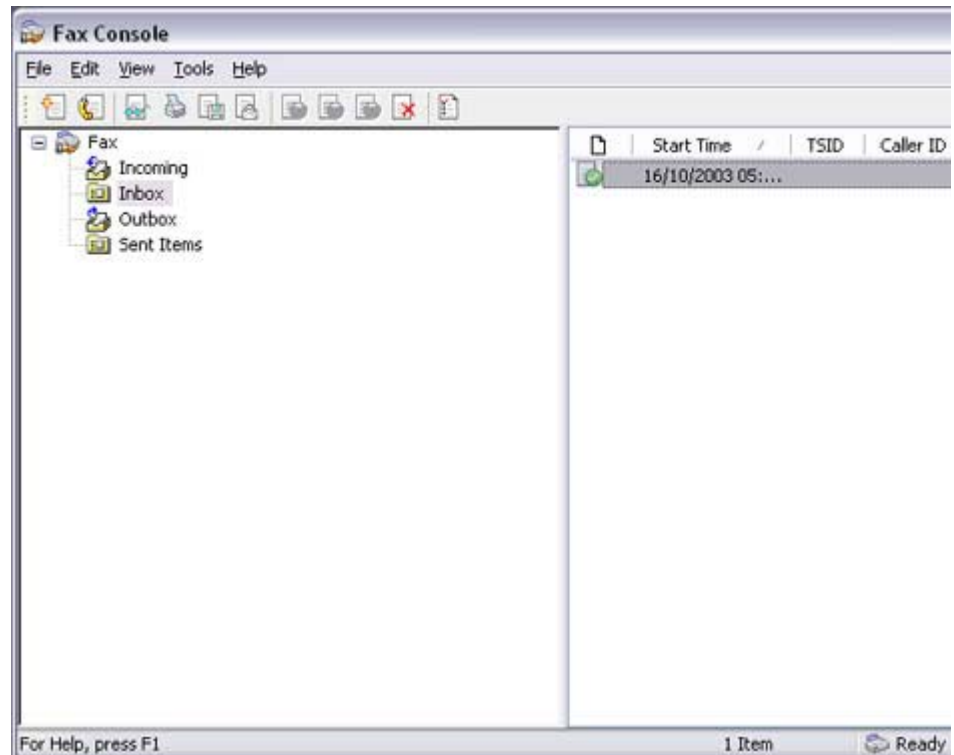 Fax Console
File Edit View Tools Help
Fax
Incoming
Inbox
Outbox
Sent Items
Start Time / TSID Caller ID
16/10/2003 05:...
For Help, press F1 1 Item Ready